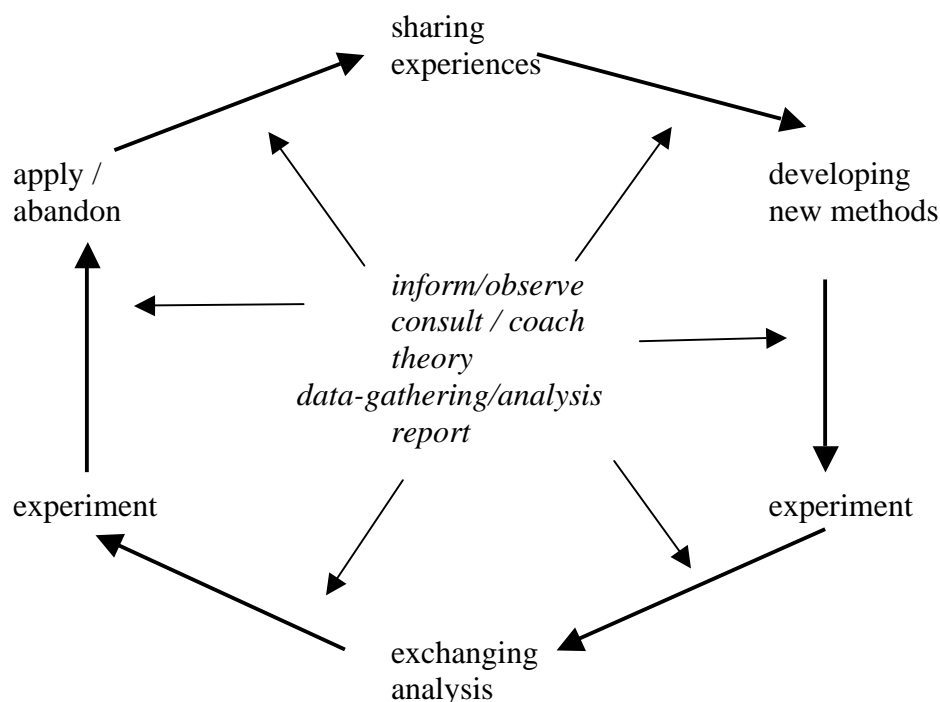 sharing
experiences
apply /
abandon
developing
new methods
inform/observe
consult / coach
theory
data-gathering/analysis
report
experiment
experiment
exchanging
analysis